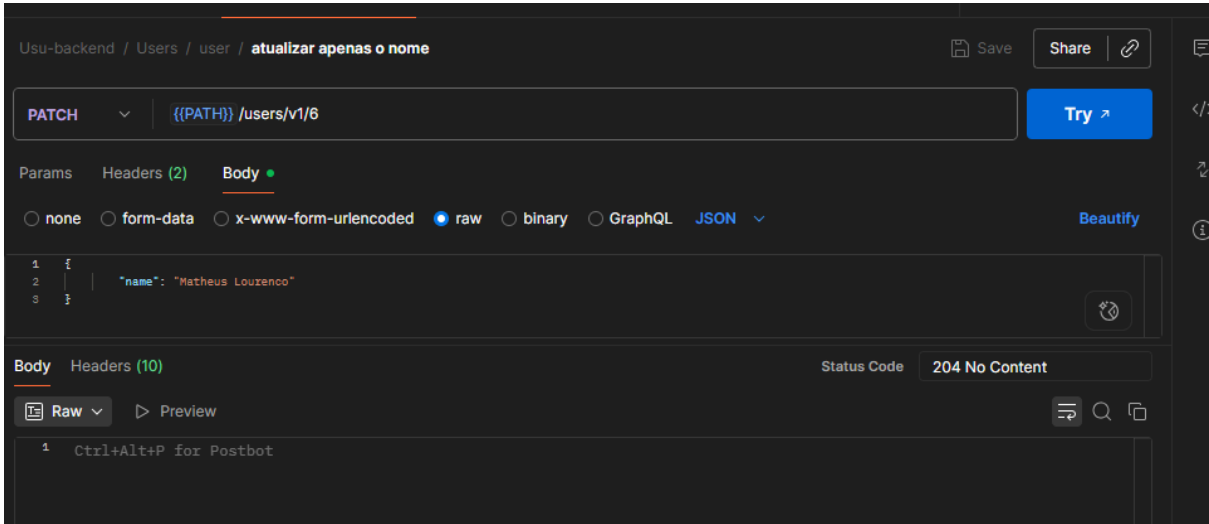 Usu-backend / Users / user / atualizar apenas o nome Save Share
PATCH {{PATH}} /users/v1/6 Try
Params Headers (2) Body
none form-data x-www-form-urlencoded raw binary GraphQL JSON Beautify
1 {
2 "name": "Matheus Lourenco"
3 }
Body Headers (10) Status Code 204 No Content
Raw Preview
1 Ctrl+Alt+P for Postbot